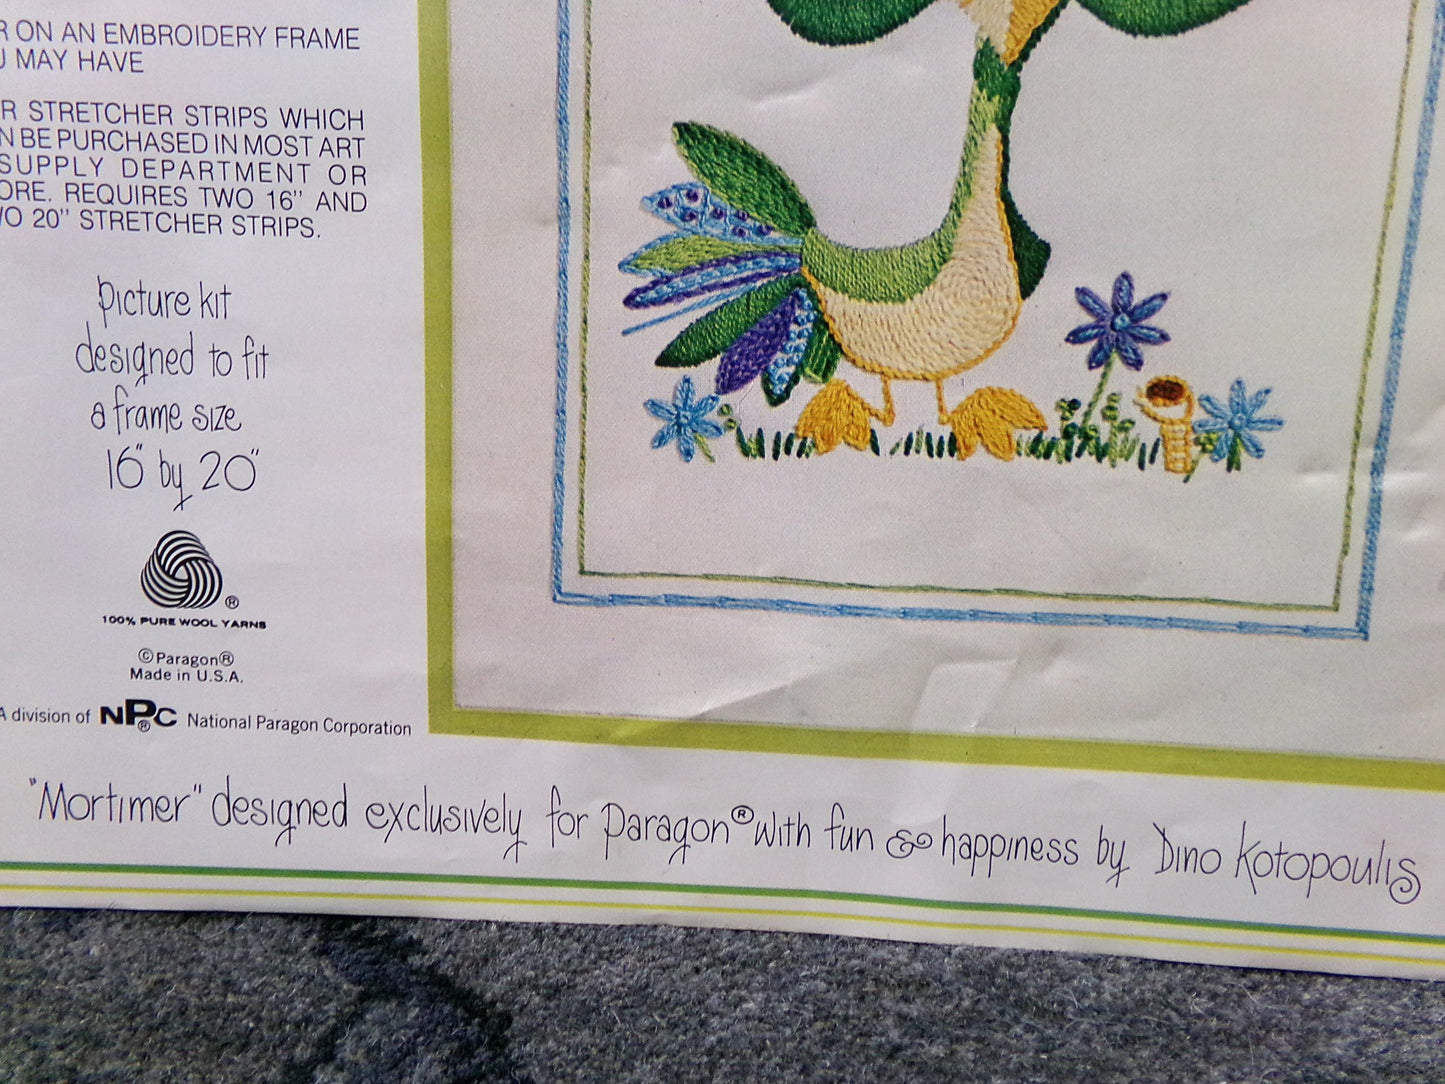 ON AN EMBROIDERY FRAME
MAY HAVE
STRETCHER STRIPS WHICH
BE PURCHASED IN MOST ART
SUPPLY DEPARTMENT OR
REQUIRES TWO 16" AND
20" STRETCHER STRIPS.
picture kit
designed to fit
a frame size
16" by 20"
®
100% PURE WOOL YARNS
©Paragon®
Made in U.S.A.
A division of NPC® National Paragon Corporation
"Mortimer" designed exclusively for paragon® with fun & happiness by Dino Kotopoulis